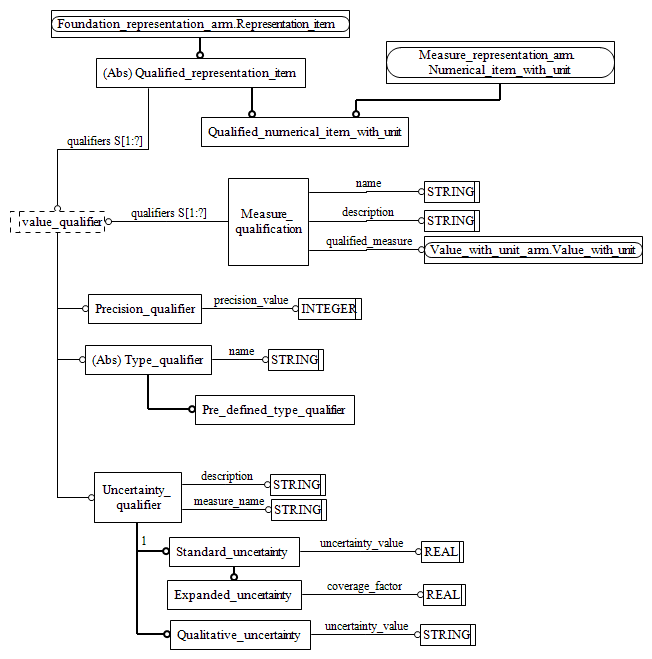 Foundation_representation_arm.Representation_item
Measure_representation_arm.
Numerical_item_with_unit
(Abs) Qualified_representation_item
Qualified_numerical_item_with_unit
qualifiers S[1:?]
value_qualifier
qualifiers S[1:?]
Measure_
qualification
name
STRING
description
STRING
qualified_measure
Value_with_unit_arm.Value_with_unit
Precision_qualifier
precision_value
INTEGER
(Abs) Type_qualifier
name
STRING
Pre_defined_type_qualifier
Uncertainty_
qualifier
description
STRING
measure_name
STRING
1
Standard_uncertainty
uncertainty_value
REAL
Expanded_uncertainty
coverage_factor
REAL
Qualitative_uncertainty
uncertainty_value
STRING